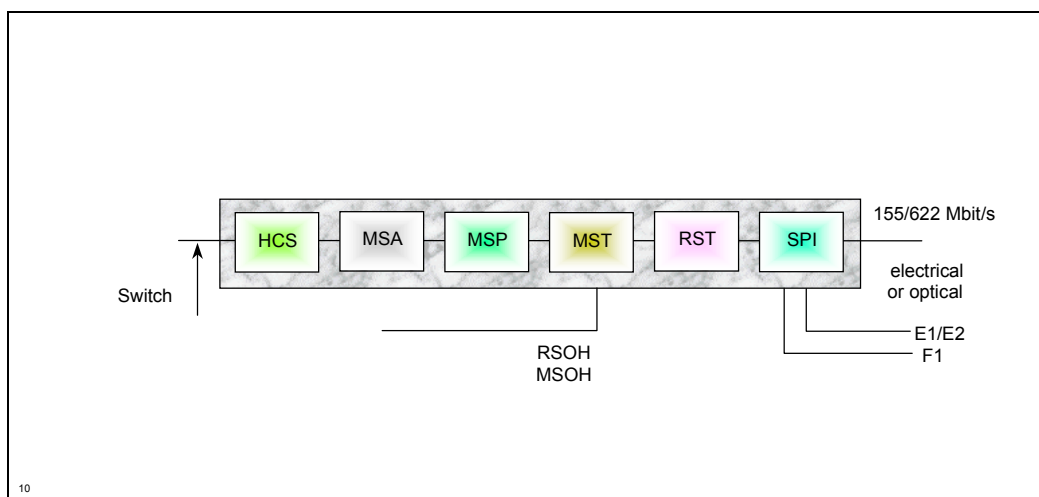 HCS
MSA
MSP
MST
RST
SPI
155/622 Mbit/s
electrical
or optical
Switch
E1/E2
F1
RSOH
MSOH
10